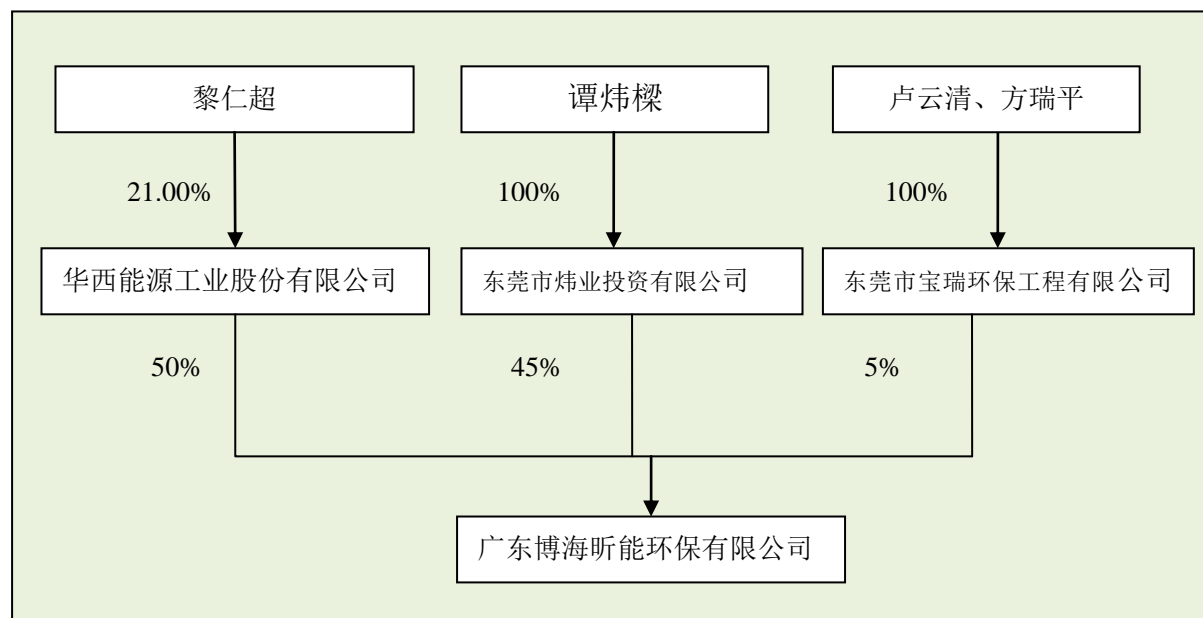 黎仁超
谭炜樑
卢云清、方瑞平
21.00%
100%
100%
华西能源工业股份有限公司
东莞市炜业投资有限公司
东莞市宝瑞环保工程有限公司
50%
45%
5%
广东博海昕能环保有限公司